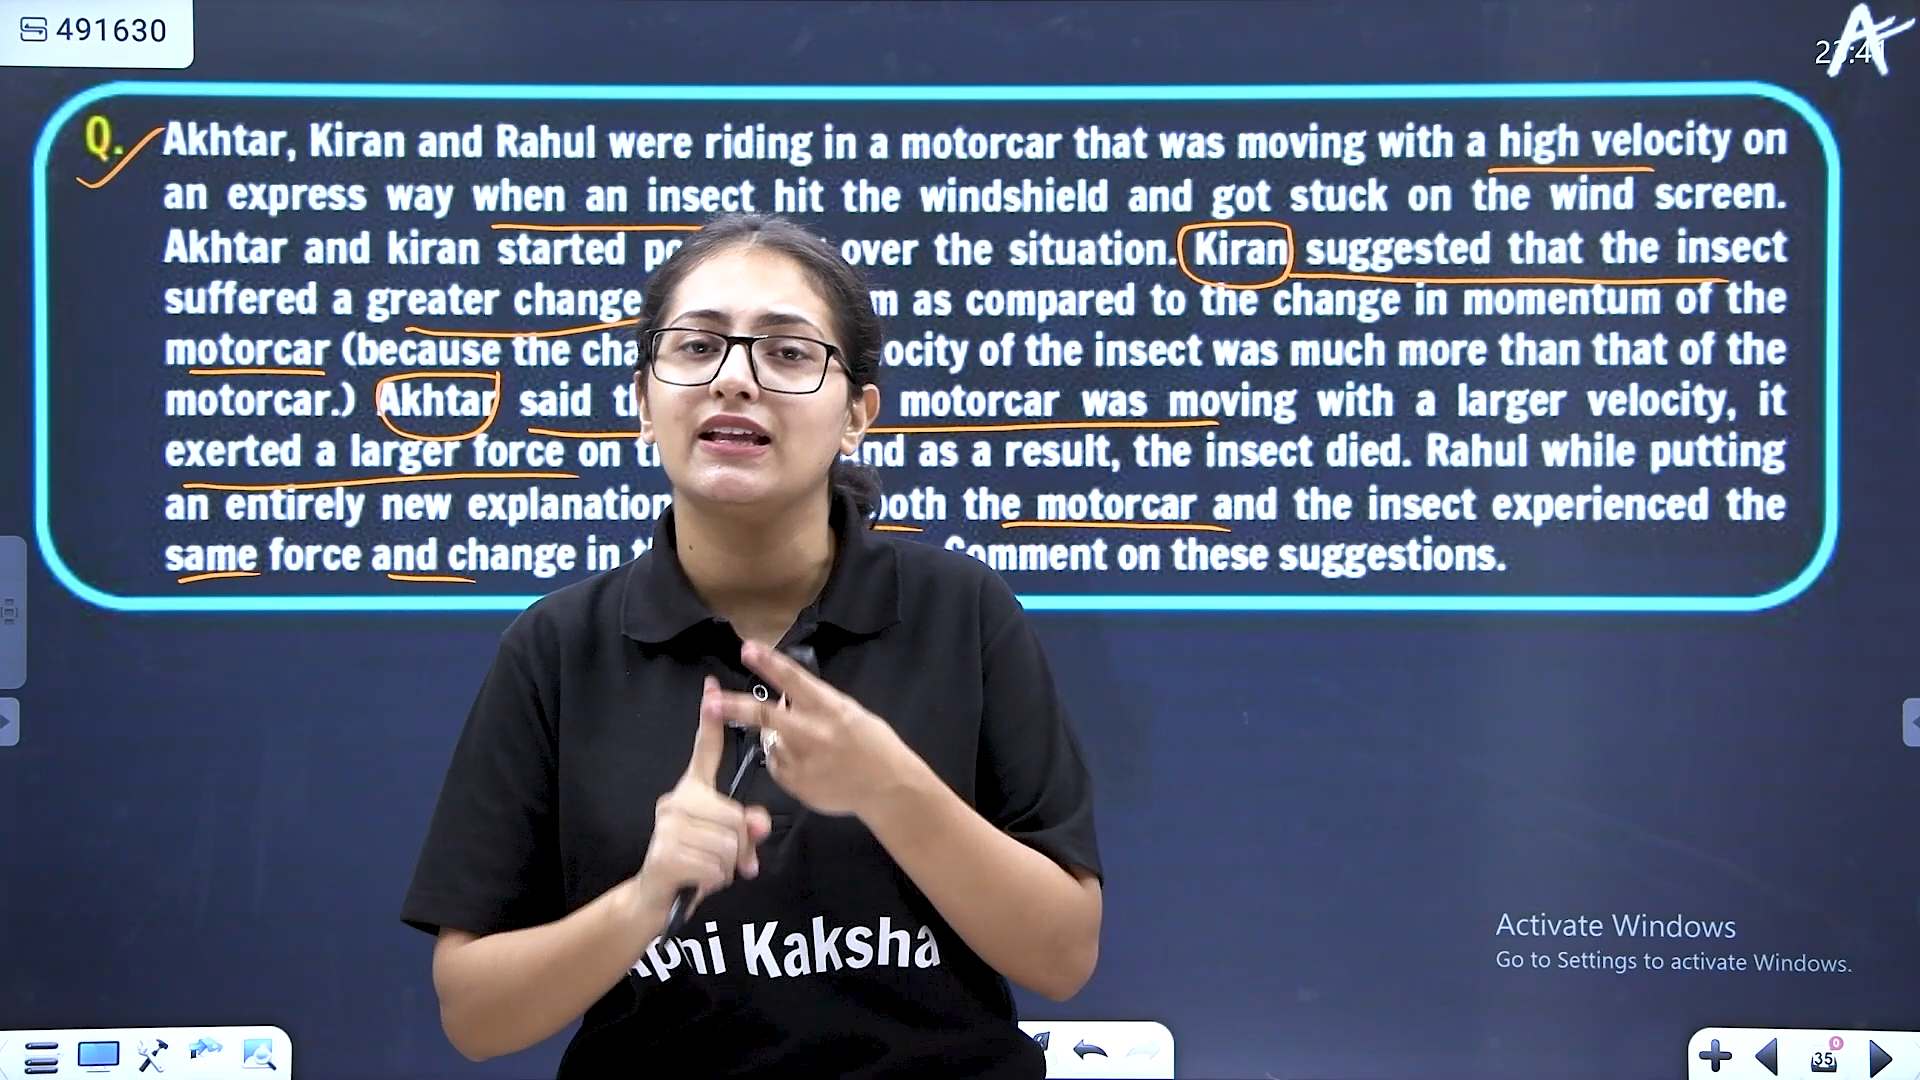 491630
Q. Akhtar, Kiran and Rahul were riding in a motorcar that was moving with a high velocity on
an express way when an insect hit the windshield and got stuck on the wind screen.
Akhtar and kiran started over the situation. Kiran suggested that the insect
suffered a greater change as compared to the change in momentum of the
motorcar (because the of the insect was much more than that of the
motorcar.) Akhtar said motorcar was moving with a larger velocity, it
exerted a larger force on and as a result, the insect died. Rahul while putting
an entirely new explanation both the motorcar and the insect experienced the
same force and change in Comment on these suggestions.
Kaksha
Activate Windows
Go to Settings to activate Windows.
35
0